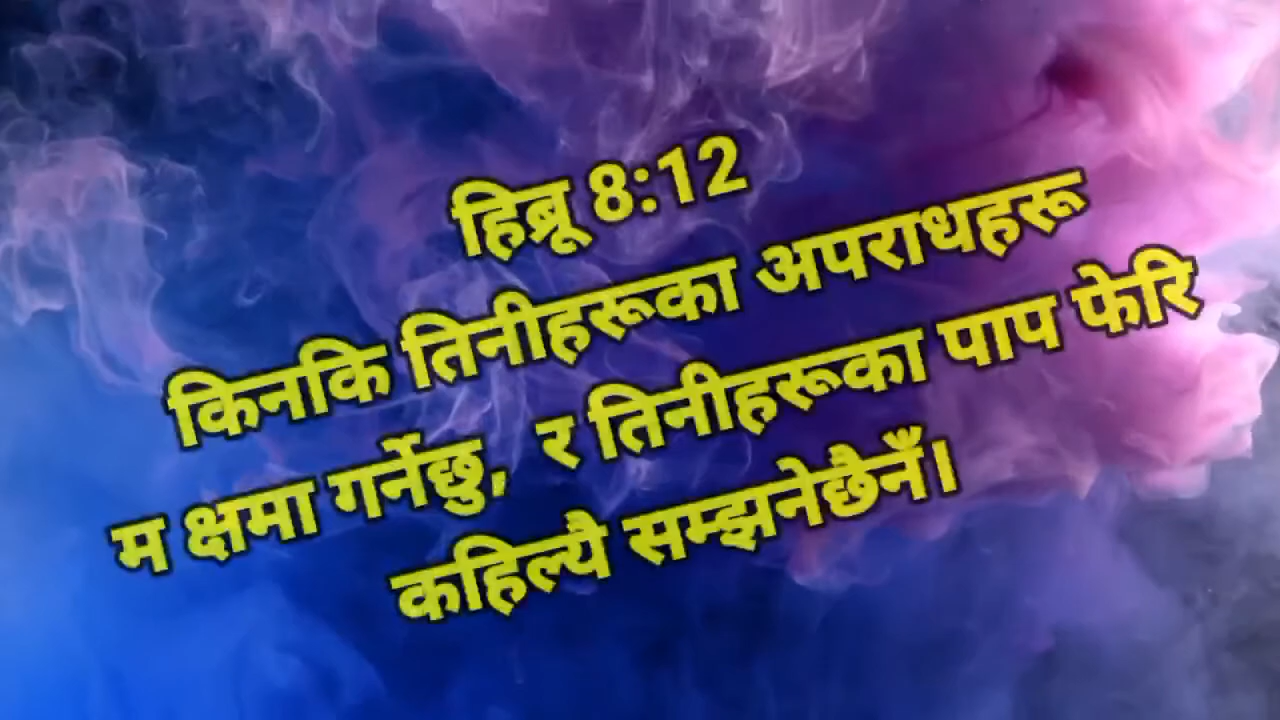 हिब्रू 8:12
किनकि तिनीहरूका अपराधहरू
म क्षमा गर्नेछु, र तिनीहरूका पाप फेरि
कहिल्यै सम्झनेछैनँ।